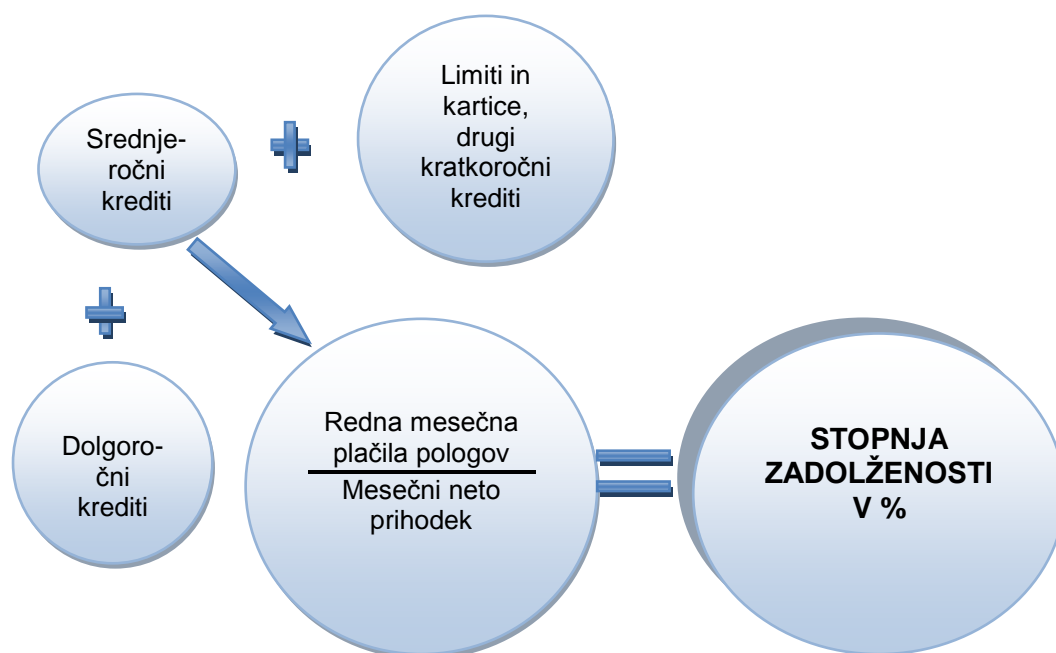 Srednje-
ročni
krediti
Limiti in
kartice,
drugi
kratkoročni
krediti
Dolgoro-
čni
krediti
Redna mesečna
plačila pologov
Mesečni neto
prihodek
STOPNJA
ZADOLŽENOSTI
V %